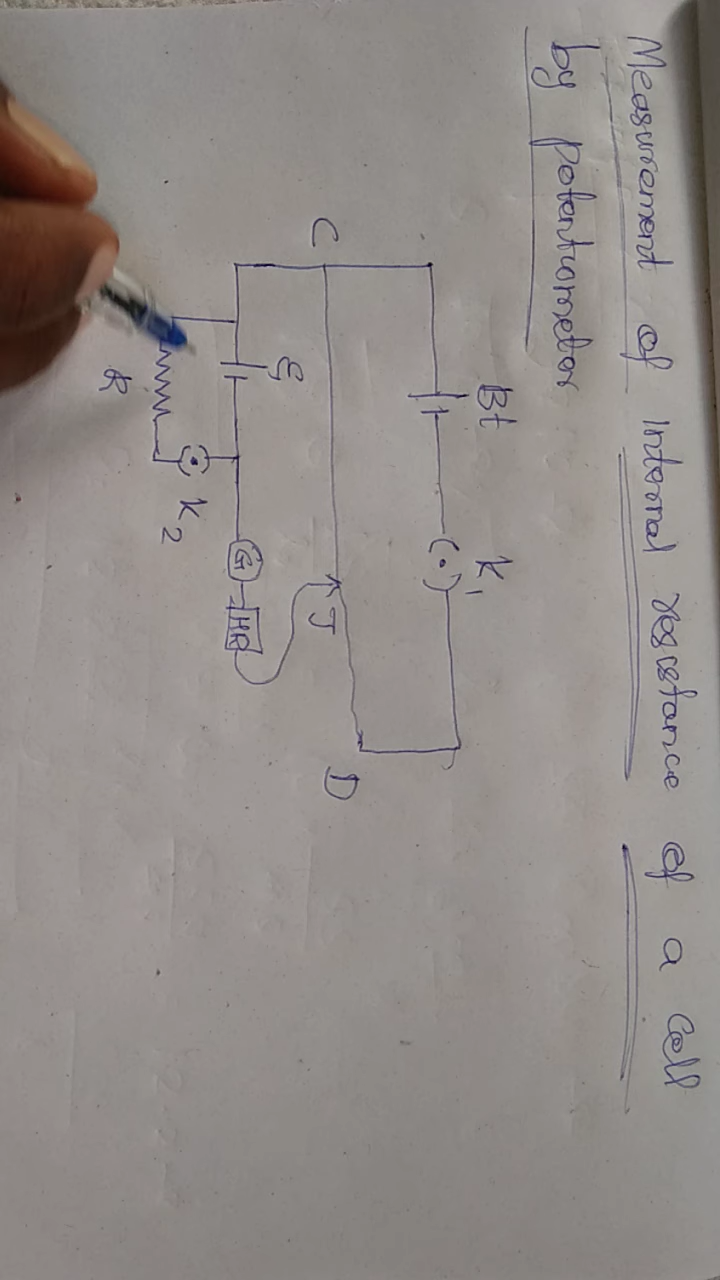 Measurement of Internal resistance of a Cell
by potentiometer
Bt
K1
C
J
D
E
G
HR
R
K2